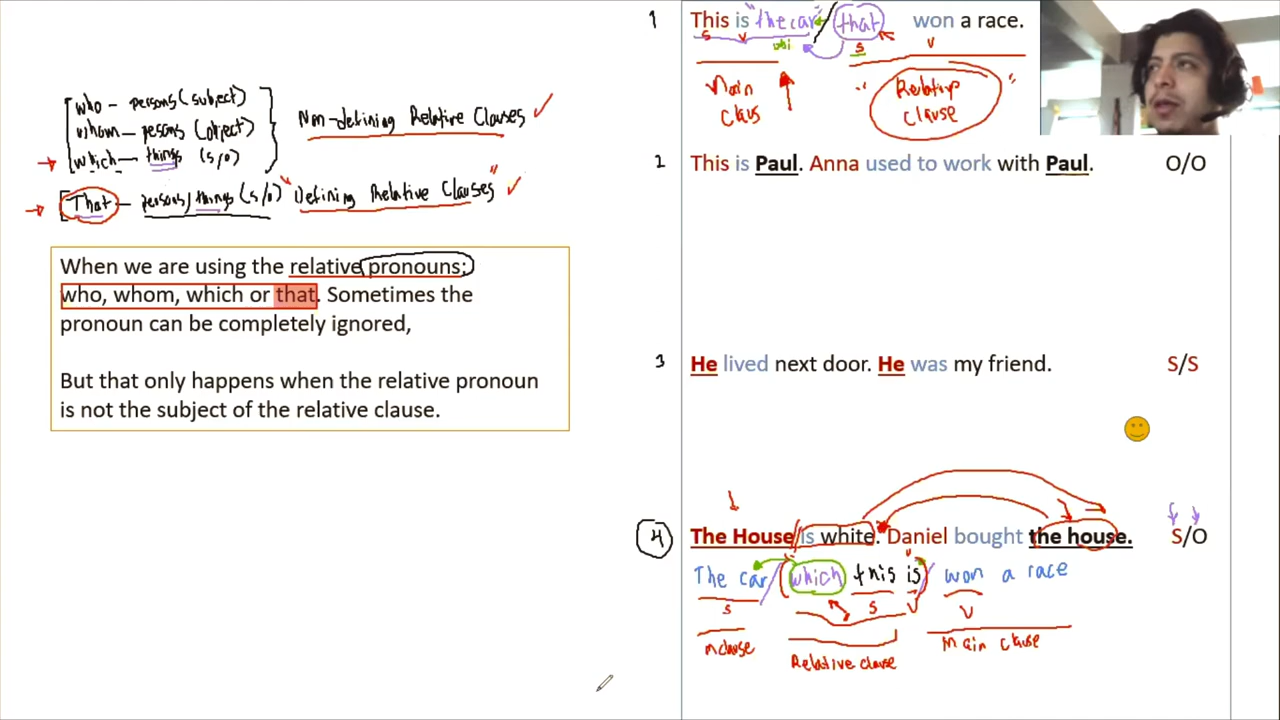 who - persons (subject)
whom - persons (object)
which - things (s/o)
Non-defining Relative Clauses
That - persons/things (s/o)
"Defining Relative Clauses"
When we are using the relative pronouns;
who, whom, which or that. Sometimes the
pronoun can be completely ignored,
But that only happens when the relative pronoun
is not the subject of the relative clause.
1 This is "the car" / that won a race.
s v s v
Main
Claus
"Relative
clause"
2 This is Paul. Anna used to work with Paul. O/O
3 He lived next door. He was my friend. S/S
4 The House is white. Daniel bought the house. S/O
The car / (which this is) / won a race
s s v v
Relative clause
Main clause